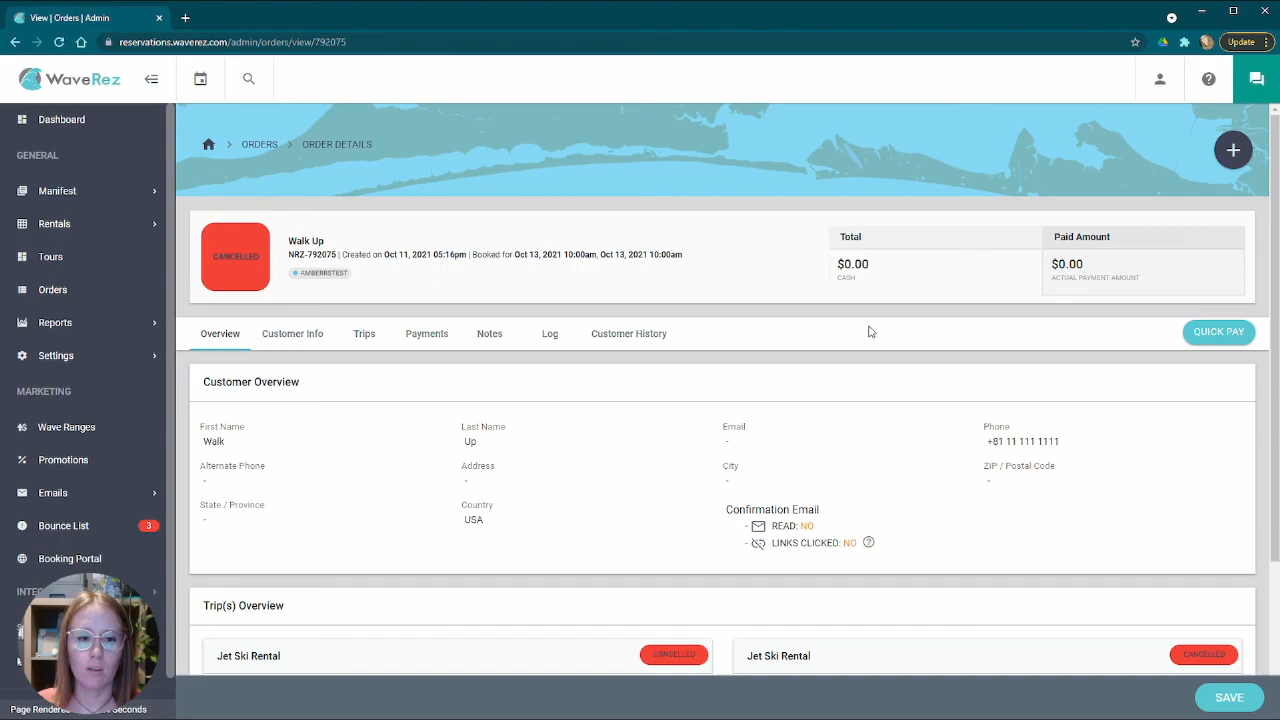 View | Orders | Admin
reservations.waverez.com/admin/orders/view/792075
Update
WaveRez
Dashboard
GENERAL
Manifest
Rentals
Tours
Orders
Reports
Settings
MARKETING
Wave Ranges
Promotions
Emails
Bounce List
3
Booking Portal
Page Rendered
Seconds
ORDERS
ORDER DETAILS
CANCELLED
Walk Up
NRZ-792075 | Created on Oct 11, 2021 05:16pm | Booked for Oct 13, 2021 10:00am, Oct 13, 2021 10:00am
AMBERRSTEST
Total
$0.00
CASH
Paid Amount
$0.00
ACTUAL PAYMENT AMOUNT
Overview
Customer Info
Trips
Payments
Notes
Log
Customer History
QUICK PAY
Customer Overview
First Name
Walk
Last Name
Up
Email
-
Phone
+81 11 111 1111
Alternate Phone
-
Address
-
City
-
ZIP / Postal Code
-
State / Province
-
Country
USA
Confirmation Email
- READ: NO
- LINKS CLICKED: NO
Trip(s) Overview
Jet Ski Rental
CANCELLED
Jet Ski Rental
CANCELLED
SAVE